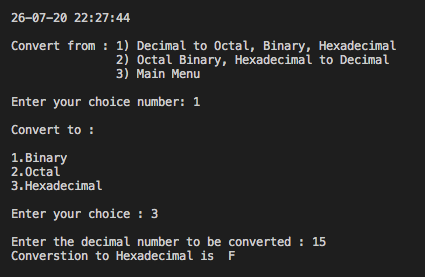 26-07-20 22:27:44
Convert from : 1) Decimal to Octal, Binary, Hexadecimal
2) Octal Binary, Hexadecimal to Decimal
3) Main Menu
Enter your choice number: 1
Convert to :
1.Binary
2.Octal
3.Hexadecimal
Enter your choice : 3
Enter the decimal number to be converted : 15
Converstion to Hexadecimal is  F